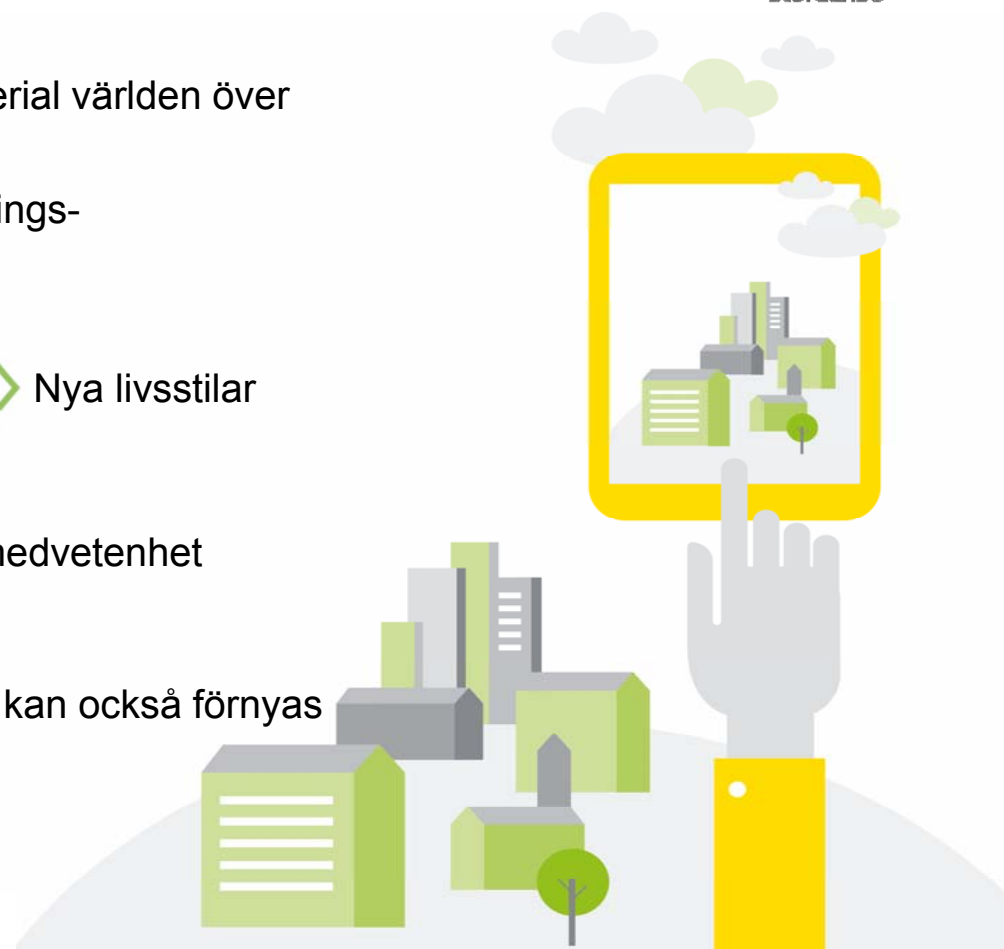 erial världen över
ings-
Nya livsstilar
nedvetenhet
kan också förnyas